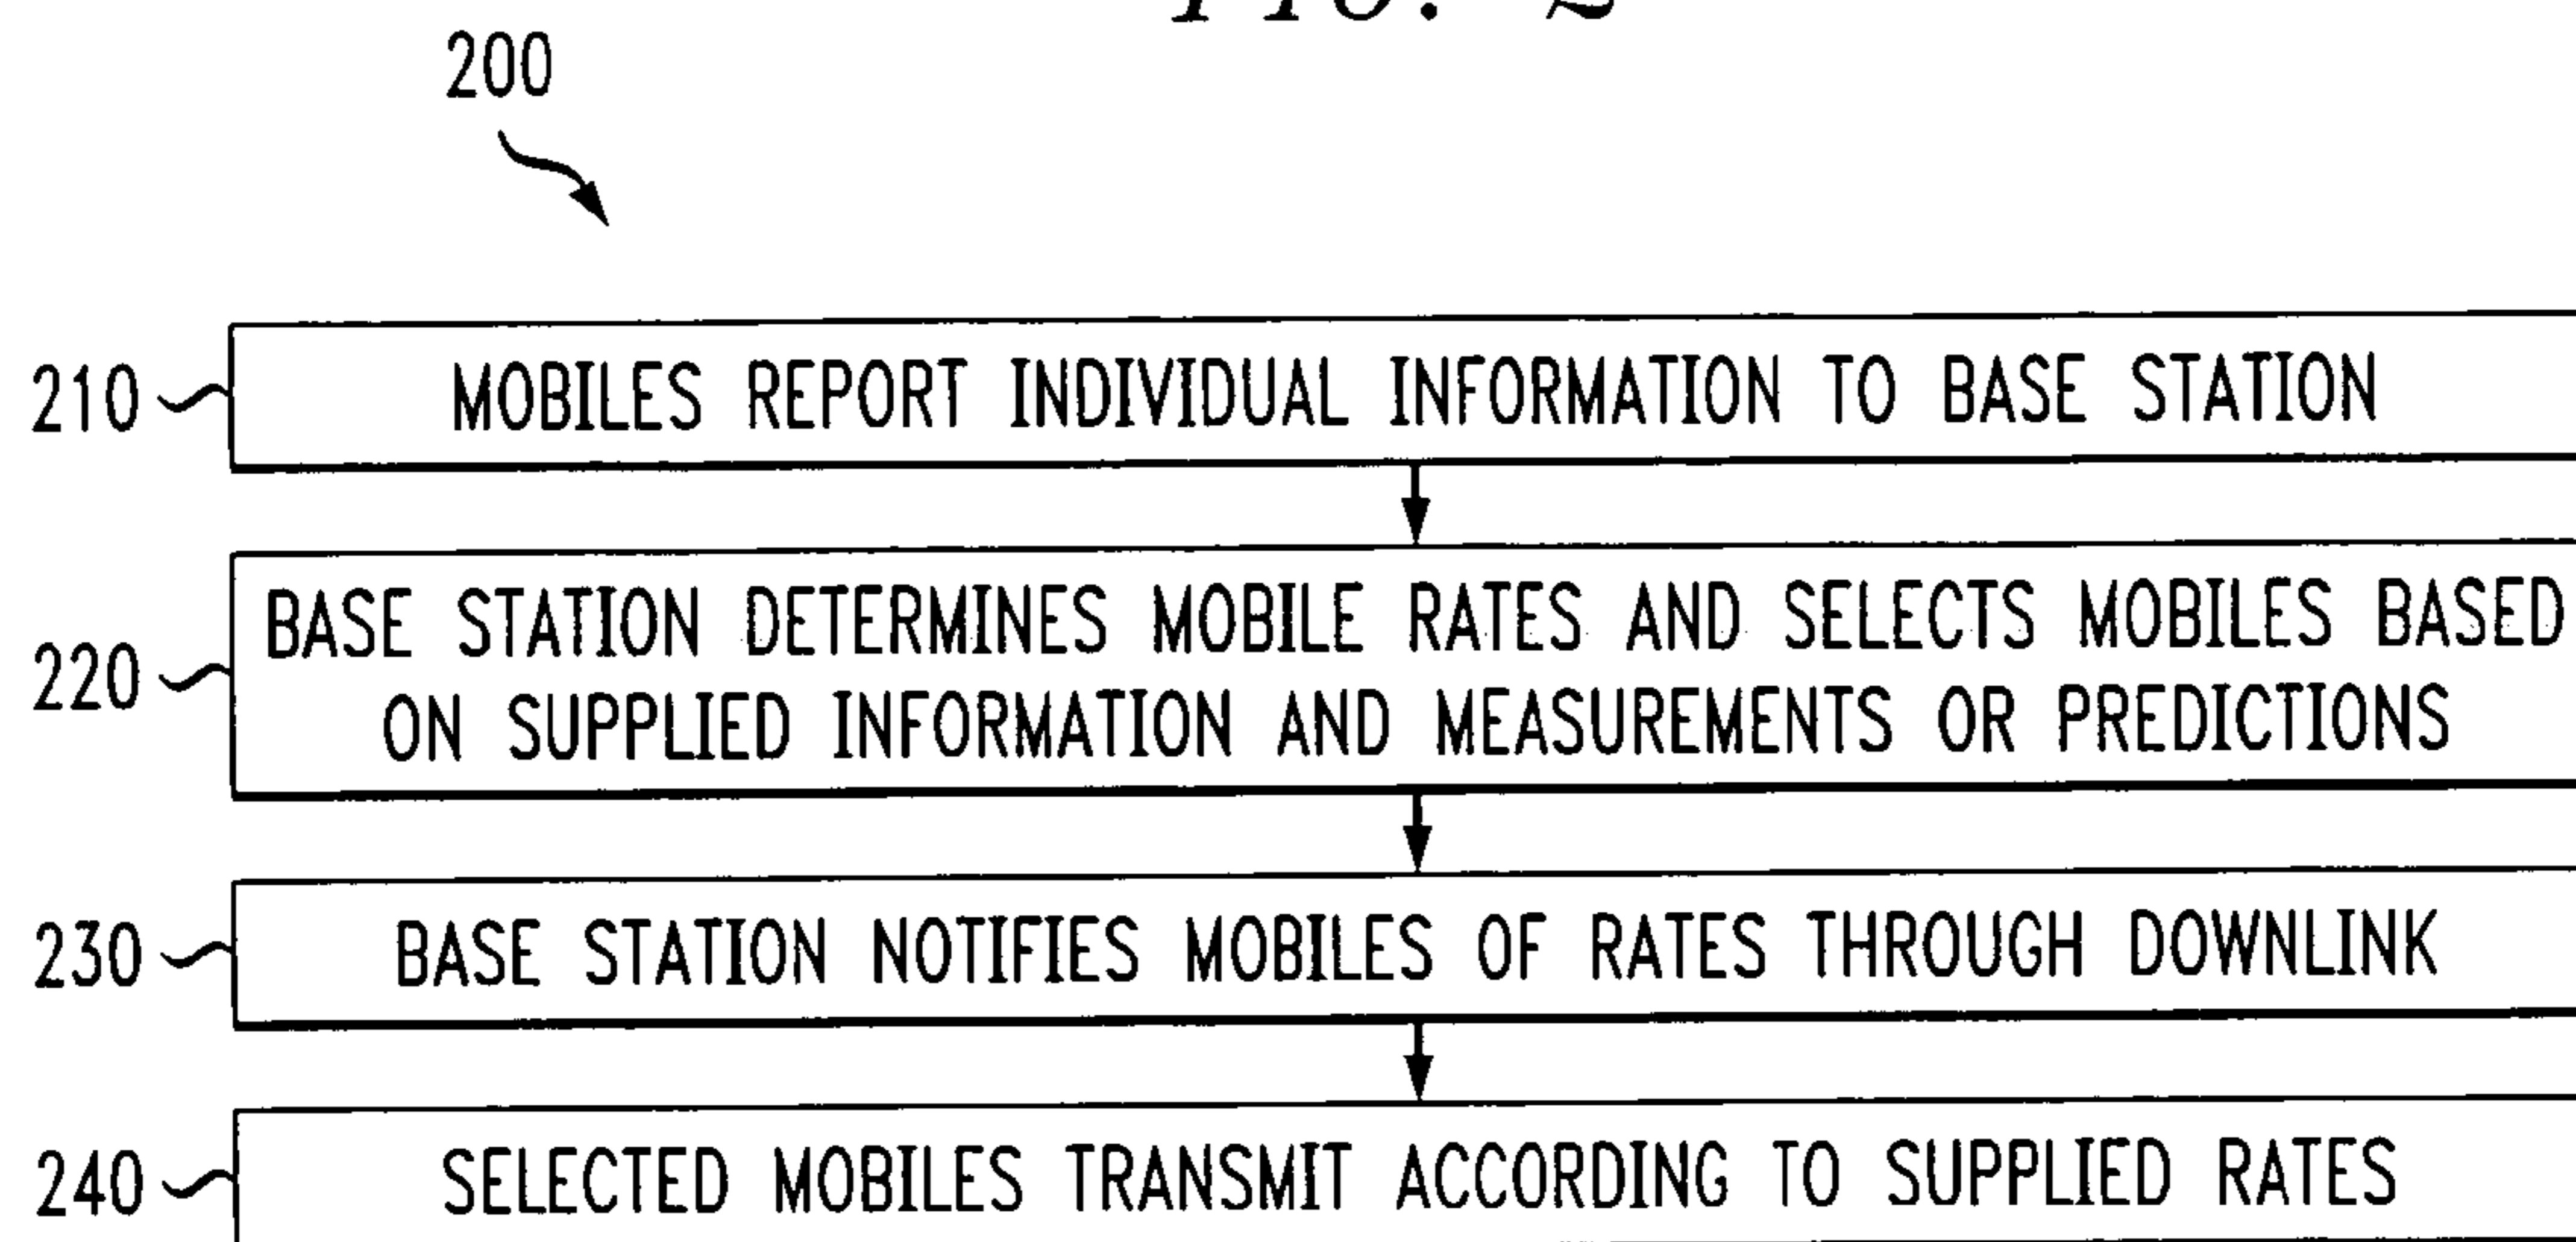 FIG. 2
200
210 MOBILES REPORT INDIVIDUAL INFORMATION TO BASE STATION
220 BASE STATION DETERMINES MOBILE RATES AND SELECTS MOBILES BASED
ON SUPPLIED INFORMATION AND MEASUREMENTS OR PREDICTIONS
230 BASE STATION NOTIFIES MOBILES OF RATES THROUGH DOWNLINK
240 SELECTED MOBILES TRANSMIT ACCORDING TO SUPPLIED RATES